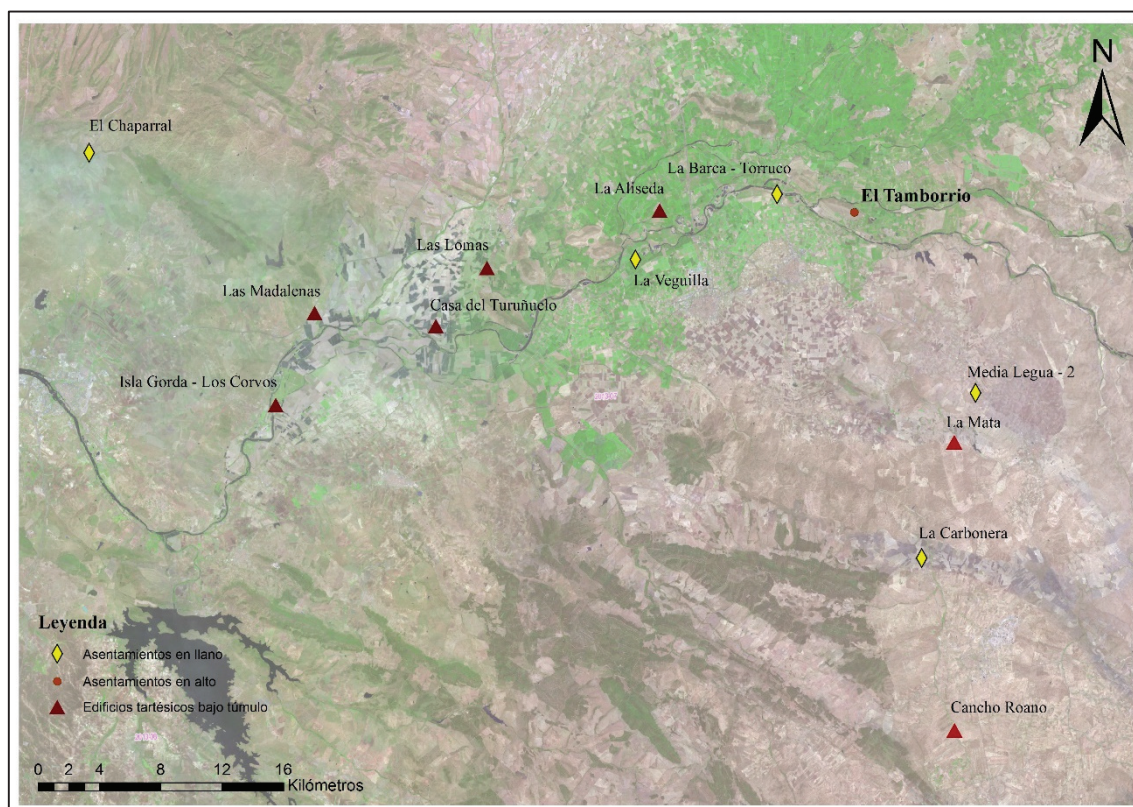 N
El Chaparral
La Barca - Torruco
La Aliseda
El Tamborrio
Las Lomas
La Veguilla
Las Madalenas
Casa del Turuñuelo
Isla Gorda - Los Corvos
Media Legua - 2
La Mata
La Carbonera
Leyenda
Asentamientos en llano
Asentamientos en alto
Edificios tartésicos bajo túmulo
Cancho Roano
0 2 4 8 12 16
Kilómetros